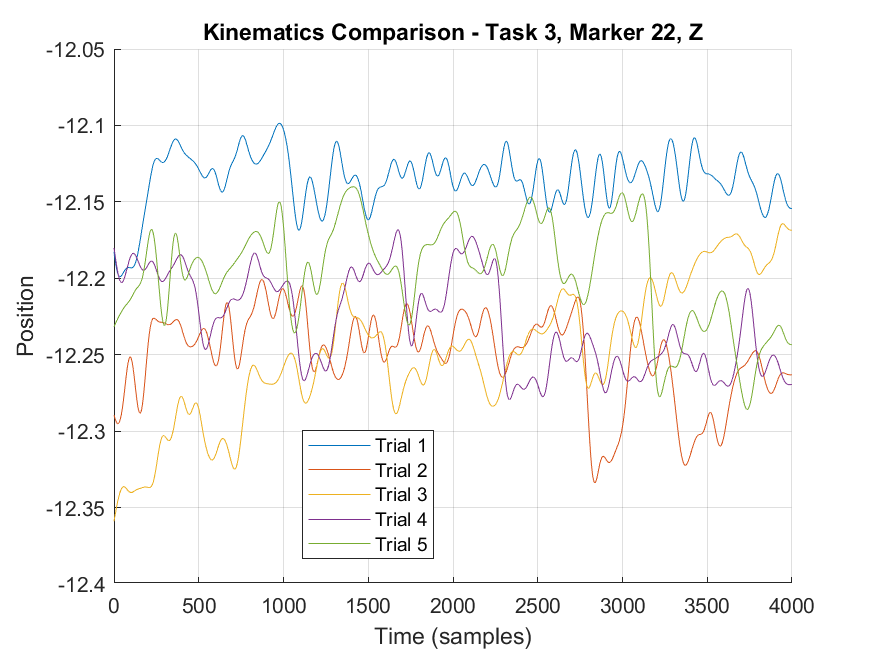 Kinematics Comparison - Task 3, Marker 22, Z
-12.05
-12.1
-12.15
-12.2
-12.25
-12.3
-12.35
-12.4
Position
Trial 1
Trial 2
Trial 3
Trial 4
Trial 5
0 500 1000 1500 2000 2500 3000 3500 4000
Time (samples)